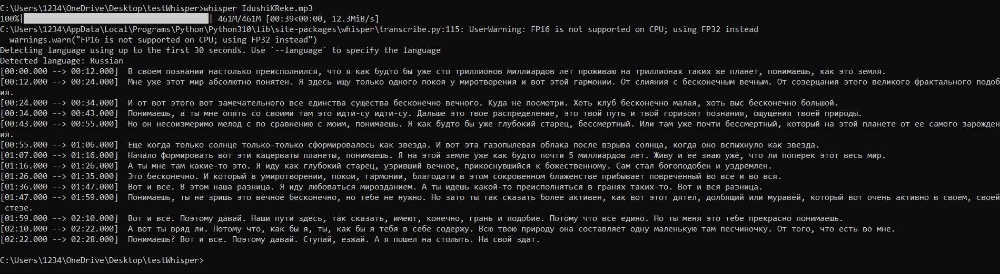 C:\Users\1234\OneDrive\Desktop\testWhisper>whisper IdushiKReke.mp3
100%|████████████████████████████████████████| 461M/461M [00:39<00:00, 12.3MiB/s]
C:\Users\1234\AppData\Local\Programs\Python\Python310\lib\site-packages\whisper\transcribe.py:115: UserWarning: FP16 is not supported on CPU; using FP32 instead
  warnings.warn("FP16 is not supported on CPU; using FP32 instead")
Detecting language using up to the first 30 seconds. Use `--language` to specify the language
Detected language: Russian
[00:00.000 --> 00:12.000]  В своем познании настолько преисполнился, что я как будто бы уже сто триллионов миллиардов лет проживаю на триллионах таких же планет, понимаешь, как это земля.
[00:12.000 --> 00:24.000]  Мне уже этот мир абсолютно понятен. Я здесь ищу только одного покоя у миротворения и вот этой гармонии. От слияния с бесконечным вечным. От созерцания этого великого фрактального подоб
ия.
[00:24.000 --> 00:34.000]  И от вот этого вот замечательного все единства существа бесконечно вечного. Куда не посмотри. Хоть клуб бесконечно малая, хоть выс бесконечно большой.
[00:34.000 --> 00:43.000]  Понимаешь, а ты мне опять со своими там это идти-су идти-су. Дальше это твое распределение, это твой путь и твой горизонт познания, ощущения твоей природы.
[00:43.000 --> 00:55.000]  Но он несоизмеримо мелод с по сравнению с моим, понимаешь. Я как будто бы уже глубокий старец, бессмертный. Или там уже почти бессмертный, который на этой планете от ее самого зарожден
ия.
[00:55.000 --> 01:06.000]  Еще когда только солнце только-только сформировалось как звезда. И вот эта газопылевая облака после взрыва солнца, когда оно вспыхнуло как звезда.
[01:07.000 --> 01:16.000]  Начало формировать вот эти кацерваты планеты, понимаешь. Я на этой земле уже как будто почти 5 миллиардов лет. Живу и ее знаю уже, что ли поперек этот весь мир.
[01:16.000 --> 01:26.000]  А ты мне там какие-то это. Я иду как глубокий старец, узривший вечное, прикоснувшийся к божественному. Сам стал богоподобен и уздремлен.
[01:26.000 --> 01:35.000]  Это бесконечно. И который в умиротворении, покои, гармонии, благодати в этом сокровенном блаженстве прибывает повреченный во все и во вся.
[01:36.000 --> 01:47.000]  Вот и все. В этом наша разница. Я иду любоваться мирозданием. А ты идешь какой-то преисполняться в гранях таких-то. Вот и вся разница.
[01:47.000 --> 01:59.000]  Понимаешь, ты не зришь это вечное бесконечно, но тебе не нужно. Но зато ты так сказать более активен, как вот этот дятел, долбящий или муравей, который вот очень активно в своем, своей
 стезе.
[01:59.000 --> 02:10.000]  Вот и все. Поэтому давай. Наши пути здесь, так сказать, имеют, конечно, грань и подобие. Потому что все едино. Но ты меня это тебе прекрасно понимаешь.
[02:10.000 --> 02:22.000]  А вот ты вряд ли. Потому что, как бы я, ты, как бы я тебя в себе содержу. Всю твою природу она составляет одну маленькую там песчиночку. От того, что есть во мне.
[02:22.000 --> 02:28.000]  Понимаешь? Вот и все. Поэтому давай. Ступай, езжай. А я пошел на столыть. На свой здат.
C:\Users\1234\OneDrive\Desktop\testWhisper>